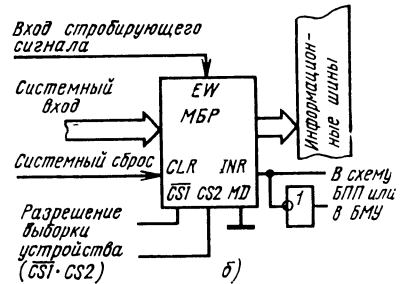 Вход стробирующего
сигнала
Системный
вход
EW
МБР
Информацион-
ные шины
Системный сброс
CLR
INR
В схему
БПП или
в БМУ
CS1
CS2
MD
1
Разрешение
выборки
устройства
(CS1·CS2)
б)